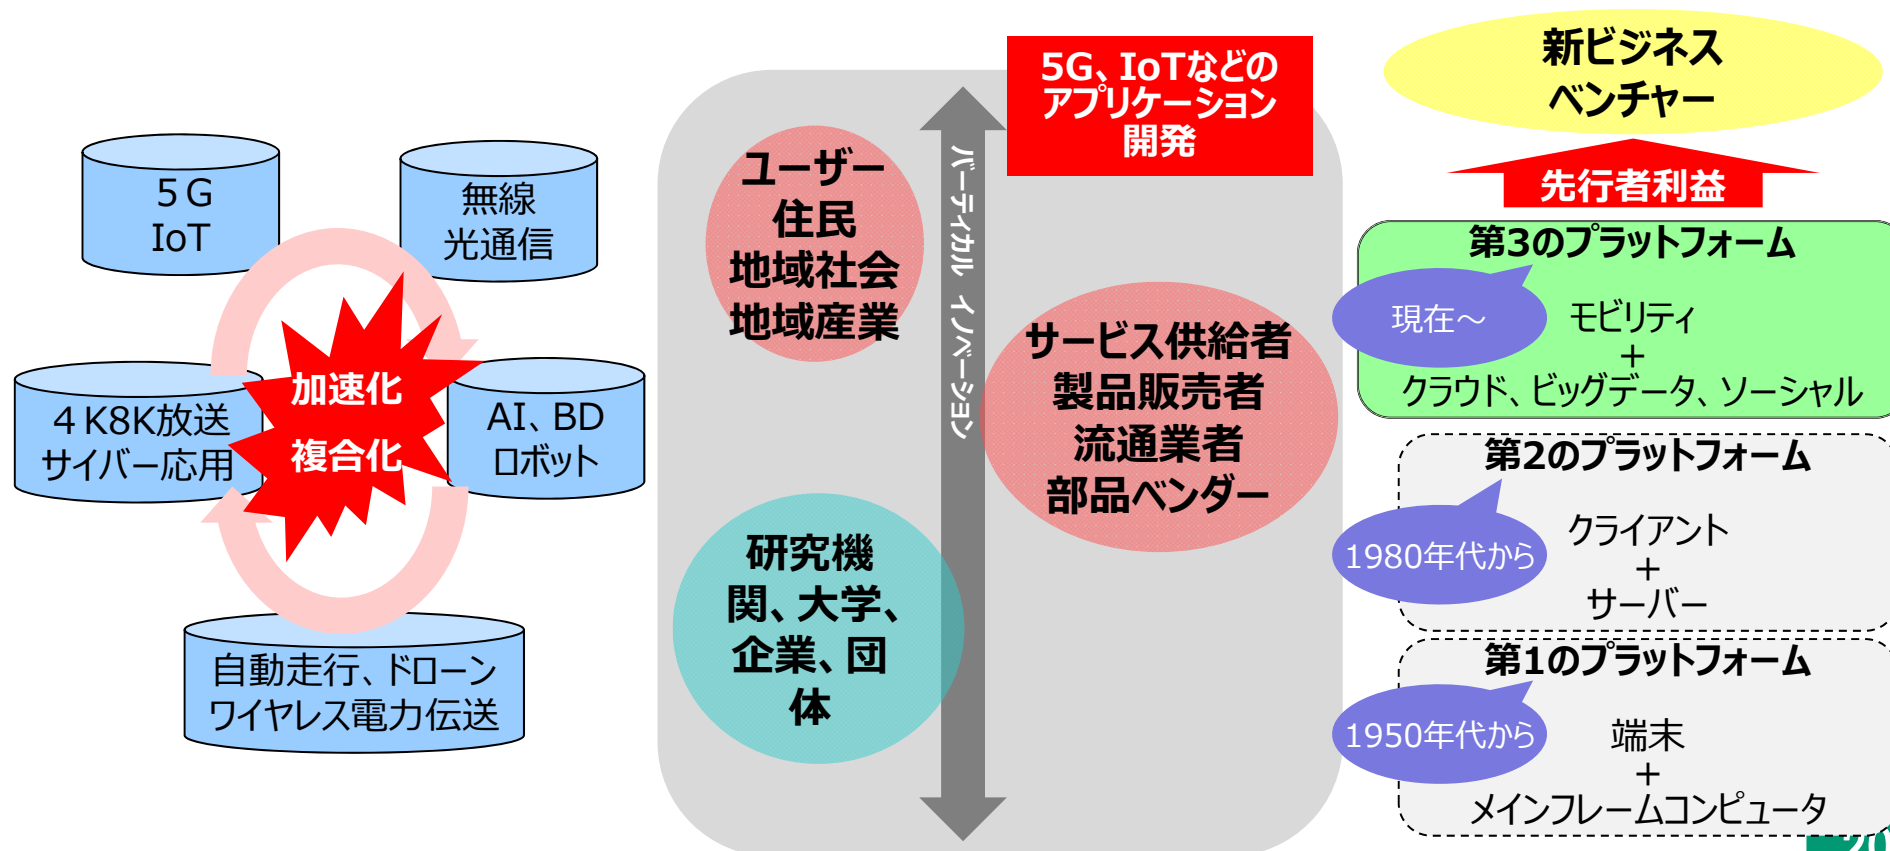 ５G
IoT
無線
光通信
４K8K放送
サイバー応用
加速化
複合化
AI、BD
ロボット
自動走行、ドローン
ワイヤレス電力伝送
5G、IoTなどの
アプリケーション
開発
ユーザー
住民
地域社会
地域産業
バーティカル イノベーション
サービス供給者
製品販売者
流通業者
部品ベンダー
研究機
関、大学、
企業、団
体
新ビジネス
ベンチャー
先行者利益
第3のプラットフォーム
現在～
モビリティ
＋
クラウド、ビッグデータ、ソーシャル
第2のプラットフォーム
1980年代から
クライアント
＋
サーバー
第1のプラットフォーム
1950年代から
端末
＋
メインフレームコンピュータ